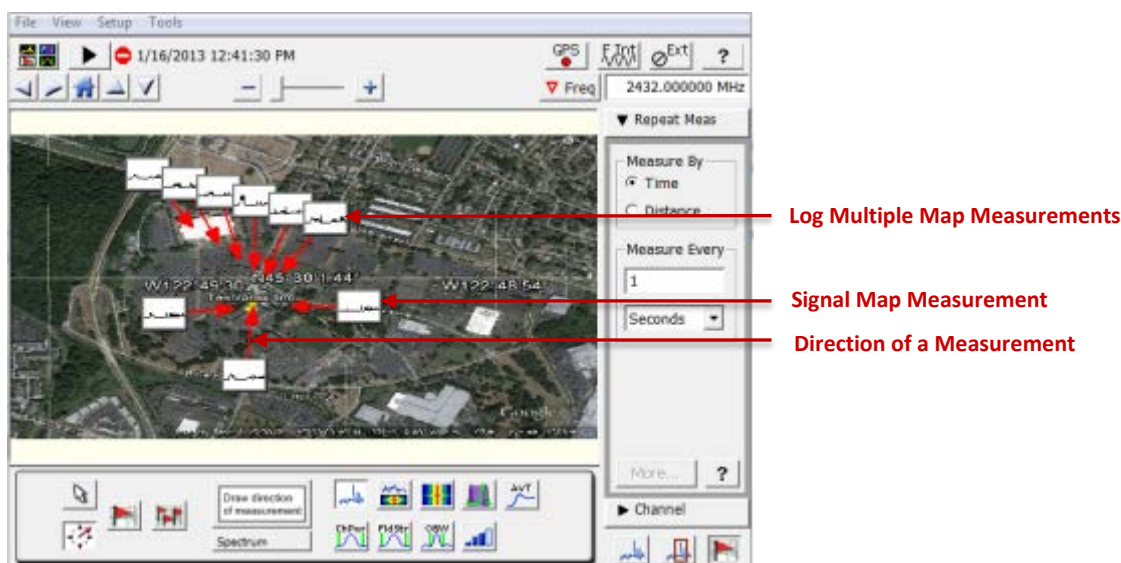 File View Setup Tools
1/16/2013 12:41:30 PM
GPS
F Int
Ext
?
Freq
2432.000000 MHz
Repeat Meas
Measure By
Time
Distance
Log Multiple Map Measurements
Measure Every
W122° 49' 30"
N45° 30' 1.44"
W122° 48' 54"
1
Signal Map Measurement
Seconds
Direction of a Measurement
Google
More...
?
Draw direction
of measurement
AVT
Channel
ChPwr
FldStr
OBW
Spectrum